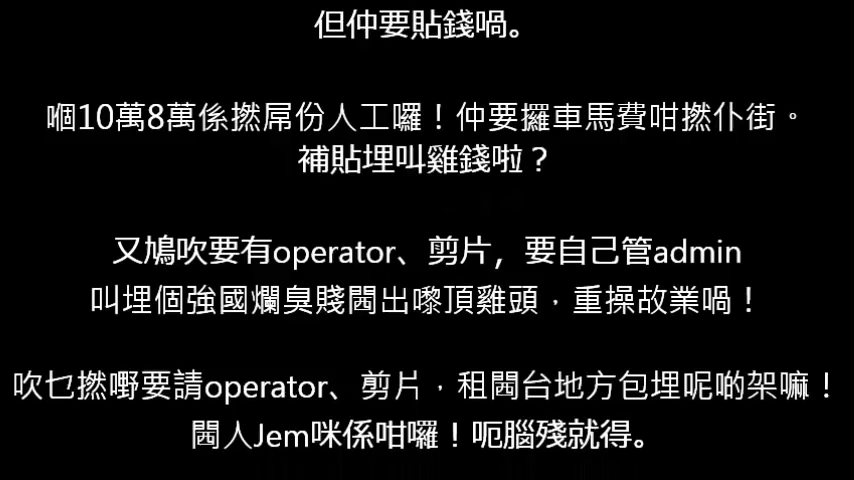 但仲要貼錢喎。
嗰10萬8萬係撚屌份人工囉！仲要攞車馬費咁撚仆街。
補貼埋叫雞錢啦？
又鳩吹要有operator、剪片，要自己管admin
叫埋個強國爛臭賤閪出嚟頂雞頭，重操故業喎！
吹乜撚嘢要請operator、剪片，租閪台地方包埋呢啲架嘛！
閪人Jem咪係咁囉！呃腦殘就得。